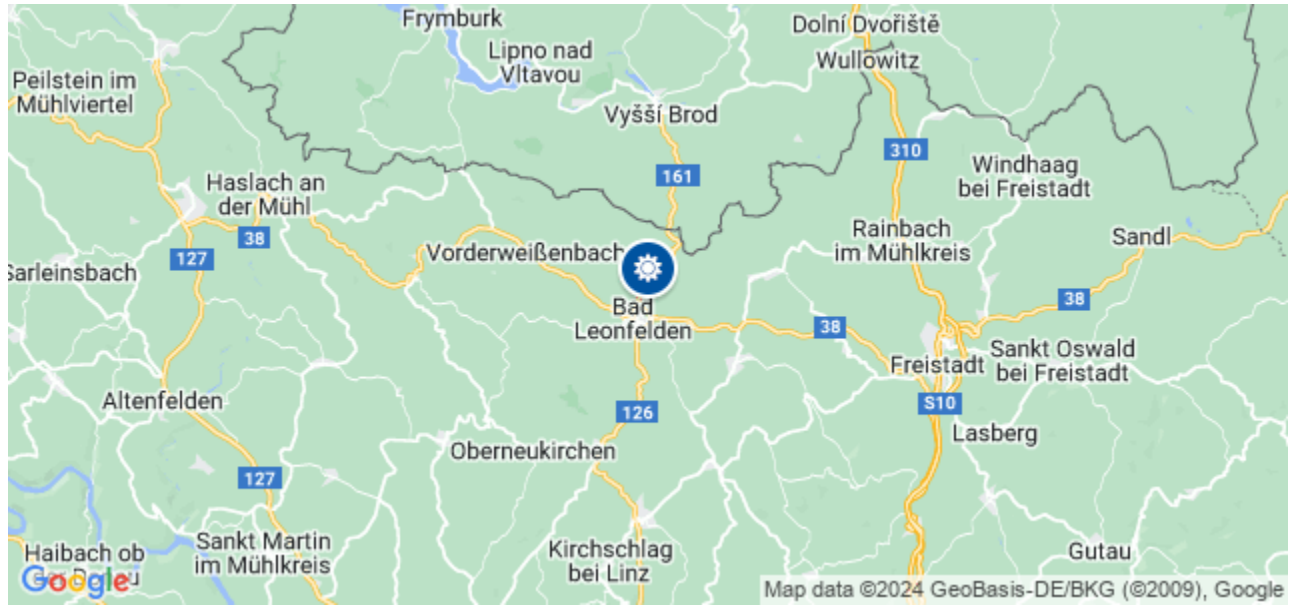 Frymburk
Dolní Dvořiště
Lipno nad
Vltavou
Wullowitz
Peilstein im
Mühlviertel
Vyšší Brod
310
161
Windhaag
bei Freistadt
Haslach an
der Mühl
38
Rainbach
im Mühlkreis
Sandl
127
Vorderweißenbach
Sarleinsbach
38
Bad
Leonfelden
38
Freistadt
Sankt Oswald
bei Freistadt
Altenfelden
126
S10
Lasberg
Oberneukirchen
127
Sankt Martin
im Mühlkreis
Kirchschlag
bei Linz
Gutau
Haibach ob
Google
Map data ©2024 GeoBasis-DE/BKG (©2009), Google